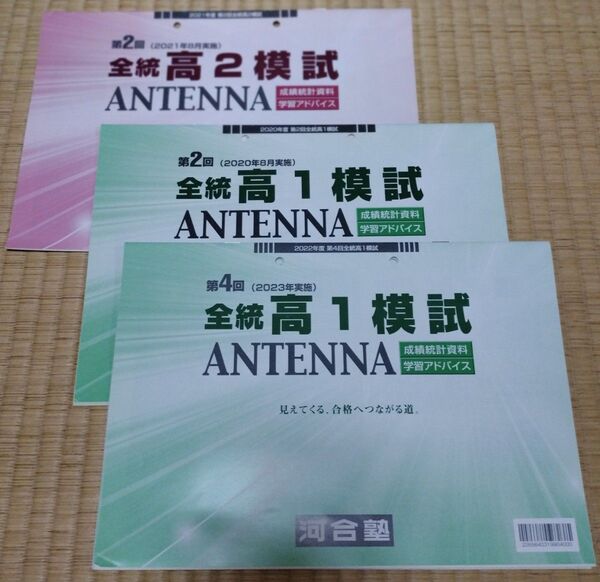 2021年度 第2回全統高2模試
第2回 (2021年8月実施)
全統 高2模試
ANTENNA 成績統計資料
学習アドバイス
2020年度 第2回全統高1模試
第2回 (2020年8月実施)
全統 高1模試
ANTENNA 成績統計資料
学習アドバイス
2022年度 第4回全統高1模試
第4回 (2023年実施)
全統 高1模試
ANTENNA 成績統計資料
学習アドバイス
見えてくる、合格へつながる道。
河合塾